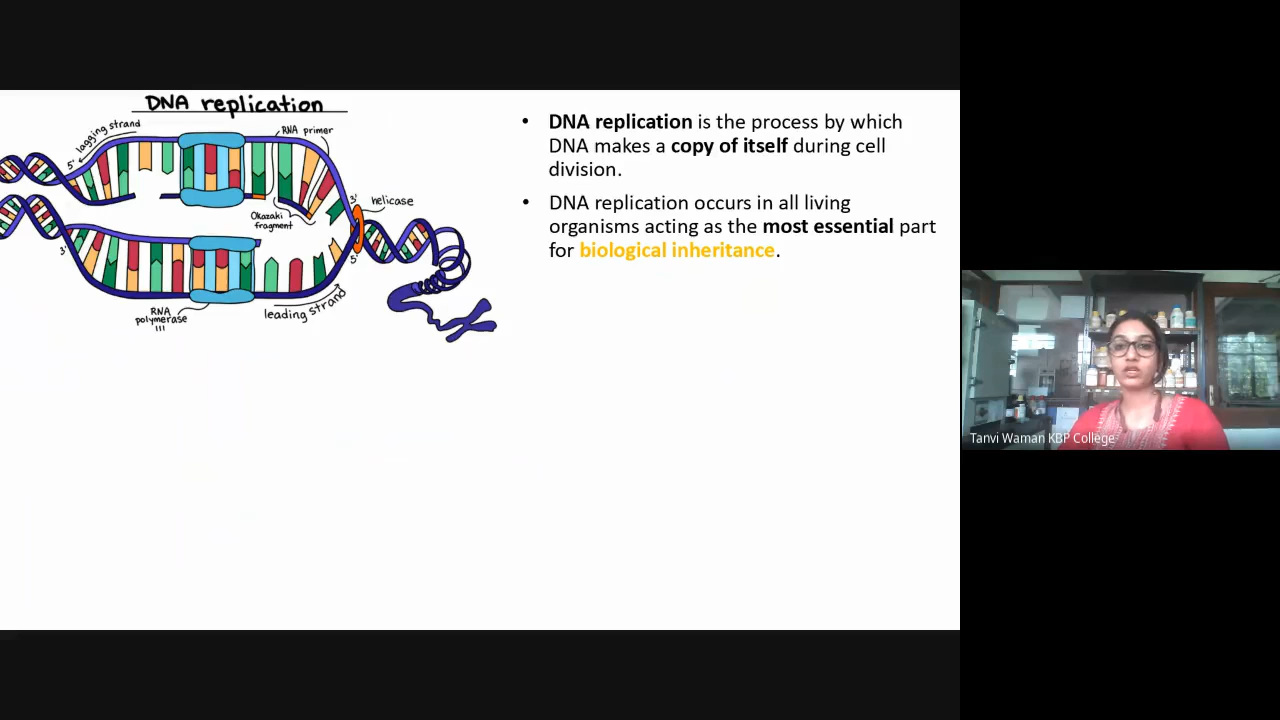 DNA replication
lagging strand
RNA primer
5'
3'
helicase
Okazaki
fragment
3'
5'
RNA
polymerase
III
leading strand
• DNA replication is the process by which
DNA makes a copy of itself during cell
division.
• DNA replication occurs in all living
organisms acting as the most essential part
for biological inheritance.
Tanvi Waman KBP College